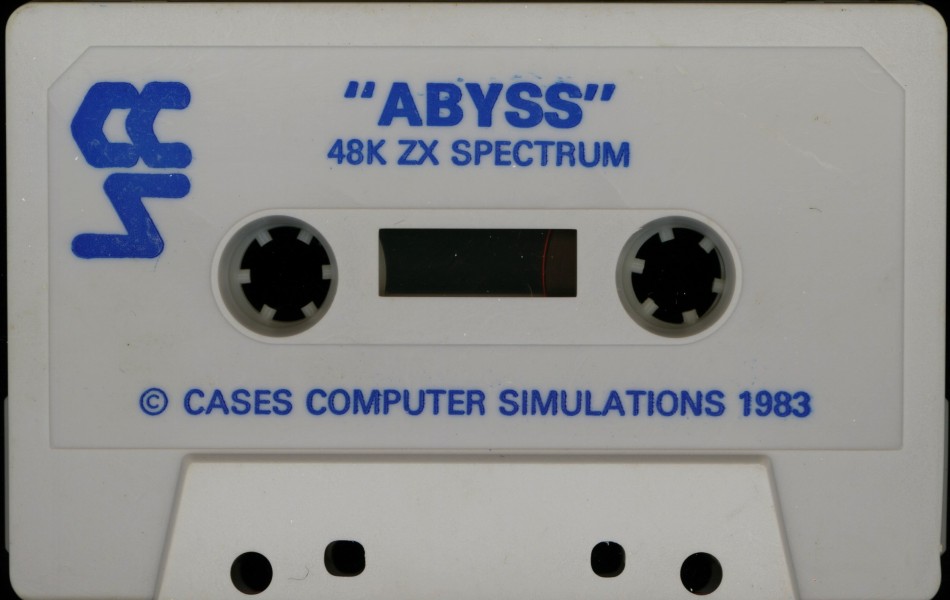 "ABYSS"
48K ZX SPECTRUM
© CASES COMPUTER SIMULATIONS 1983